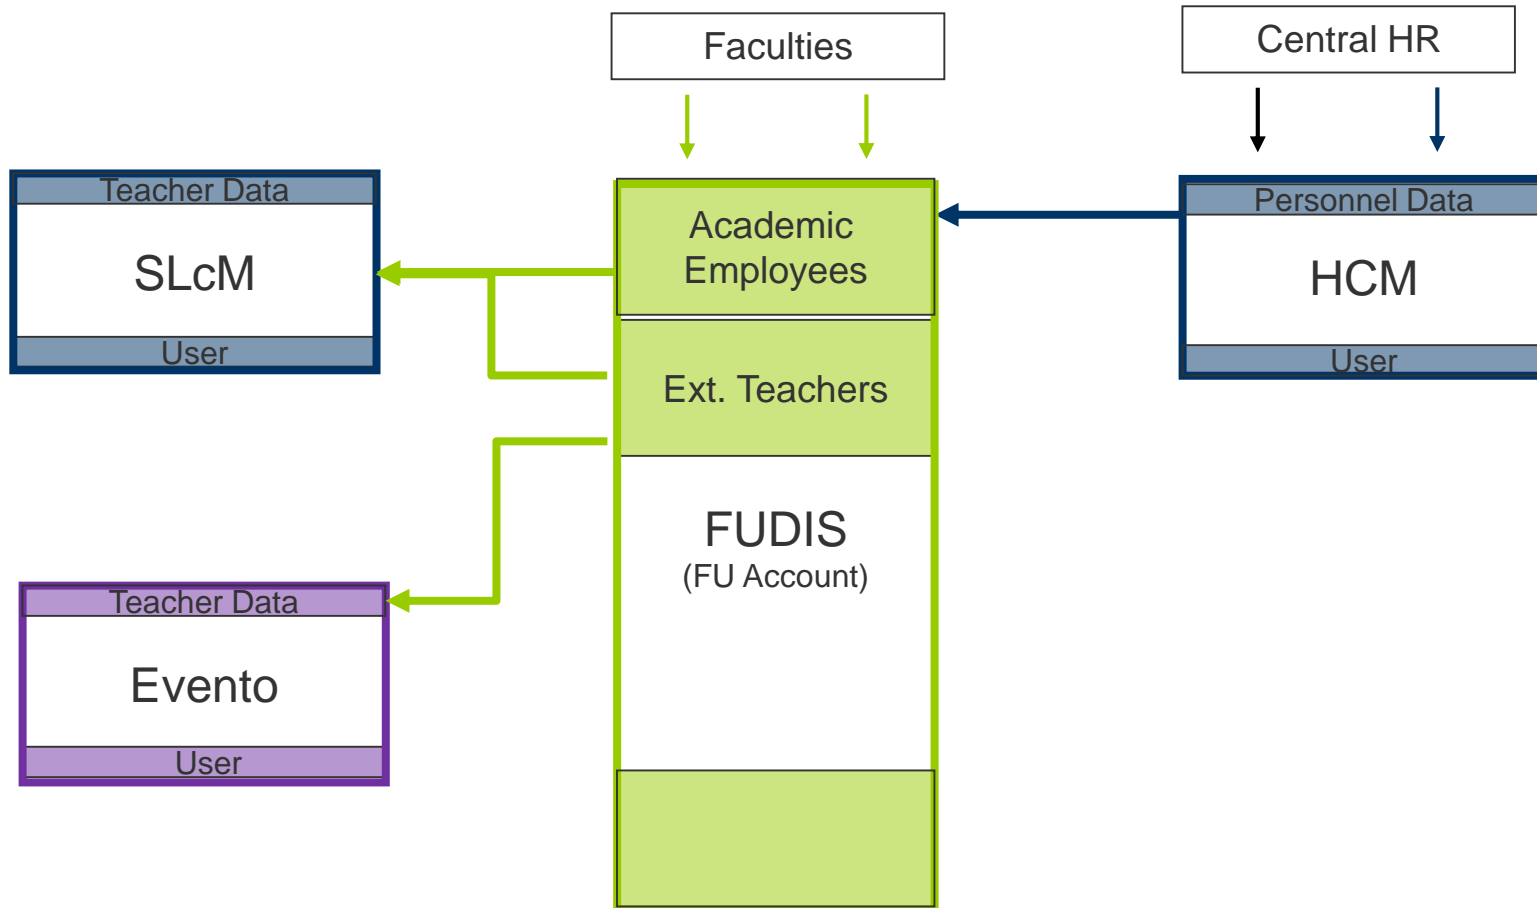 Faculties
Central HR
Teacher Data
SLcM
User
Academic
Employees
Ext. Teachers
FUDIS
(FU Account)
Personnel Data
HCM
User
Teacher Data
Evento
User